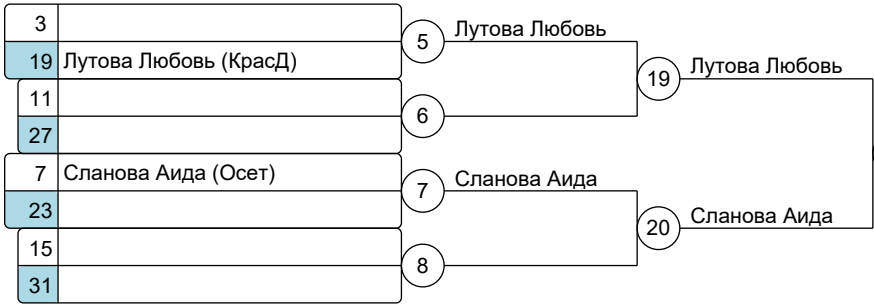 3
19 Лутова Любовь (КрасД)
11
27
7 Сланова Аида (Осет)
23
15
31
5 Лутова Любовь
6
7 Сланова Аида
8
19 Лутова Любовь
20 Сланова Аида